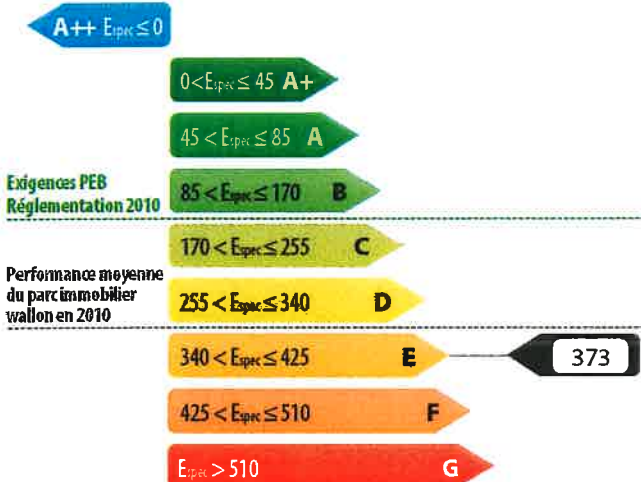 A++ Espec ≤ 0
0 < Espec ≤ 45 A+
45 < Espec ≤ 85 A
Exigences PEB
Réglementation 2010
85 < Espec ≤ 170 B
170 < Espec ≤ 255 C
Performance moyenne
du parc immobilier
wallon en 2010
255 < Espec ≤ 340 D
340 < Espec ≤ 425 E
373
425 < Espec ≤ 510 F
Espec > 510 G